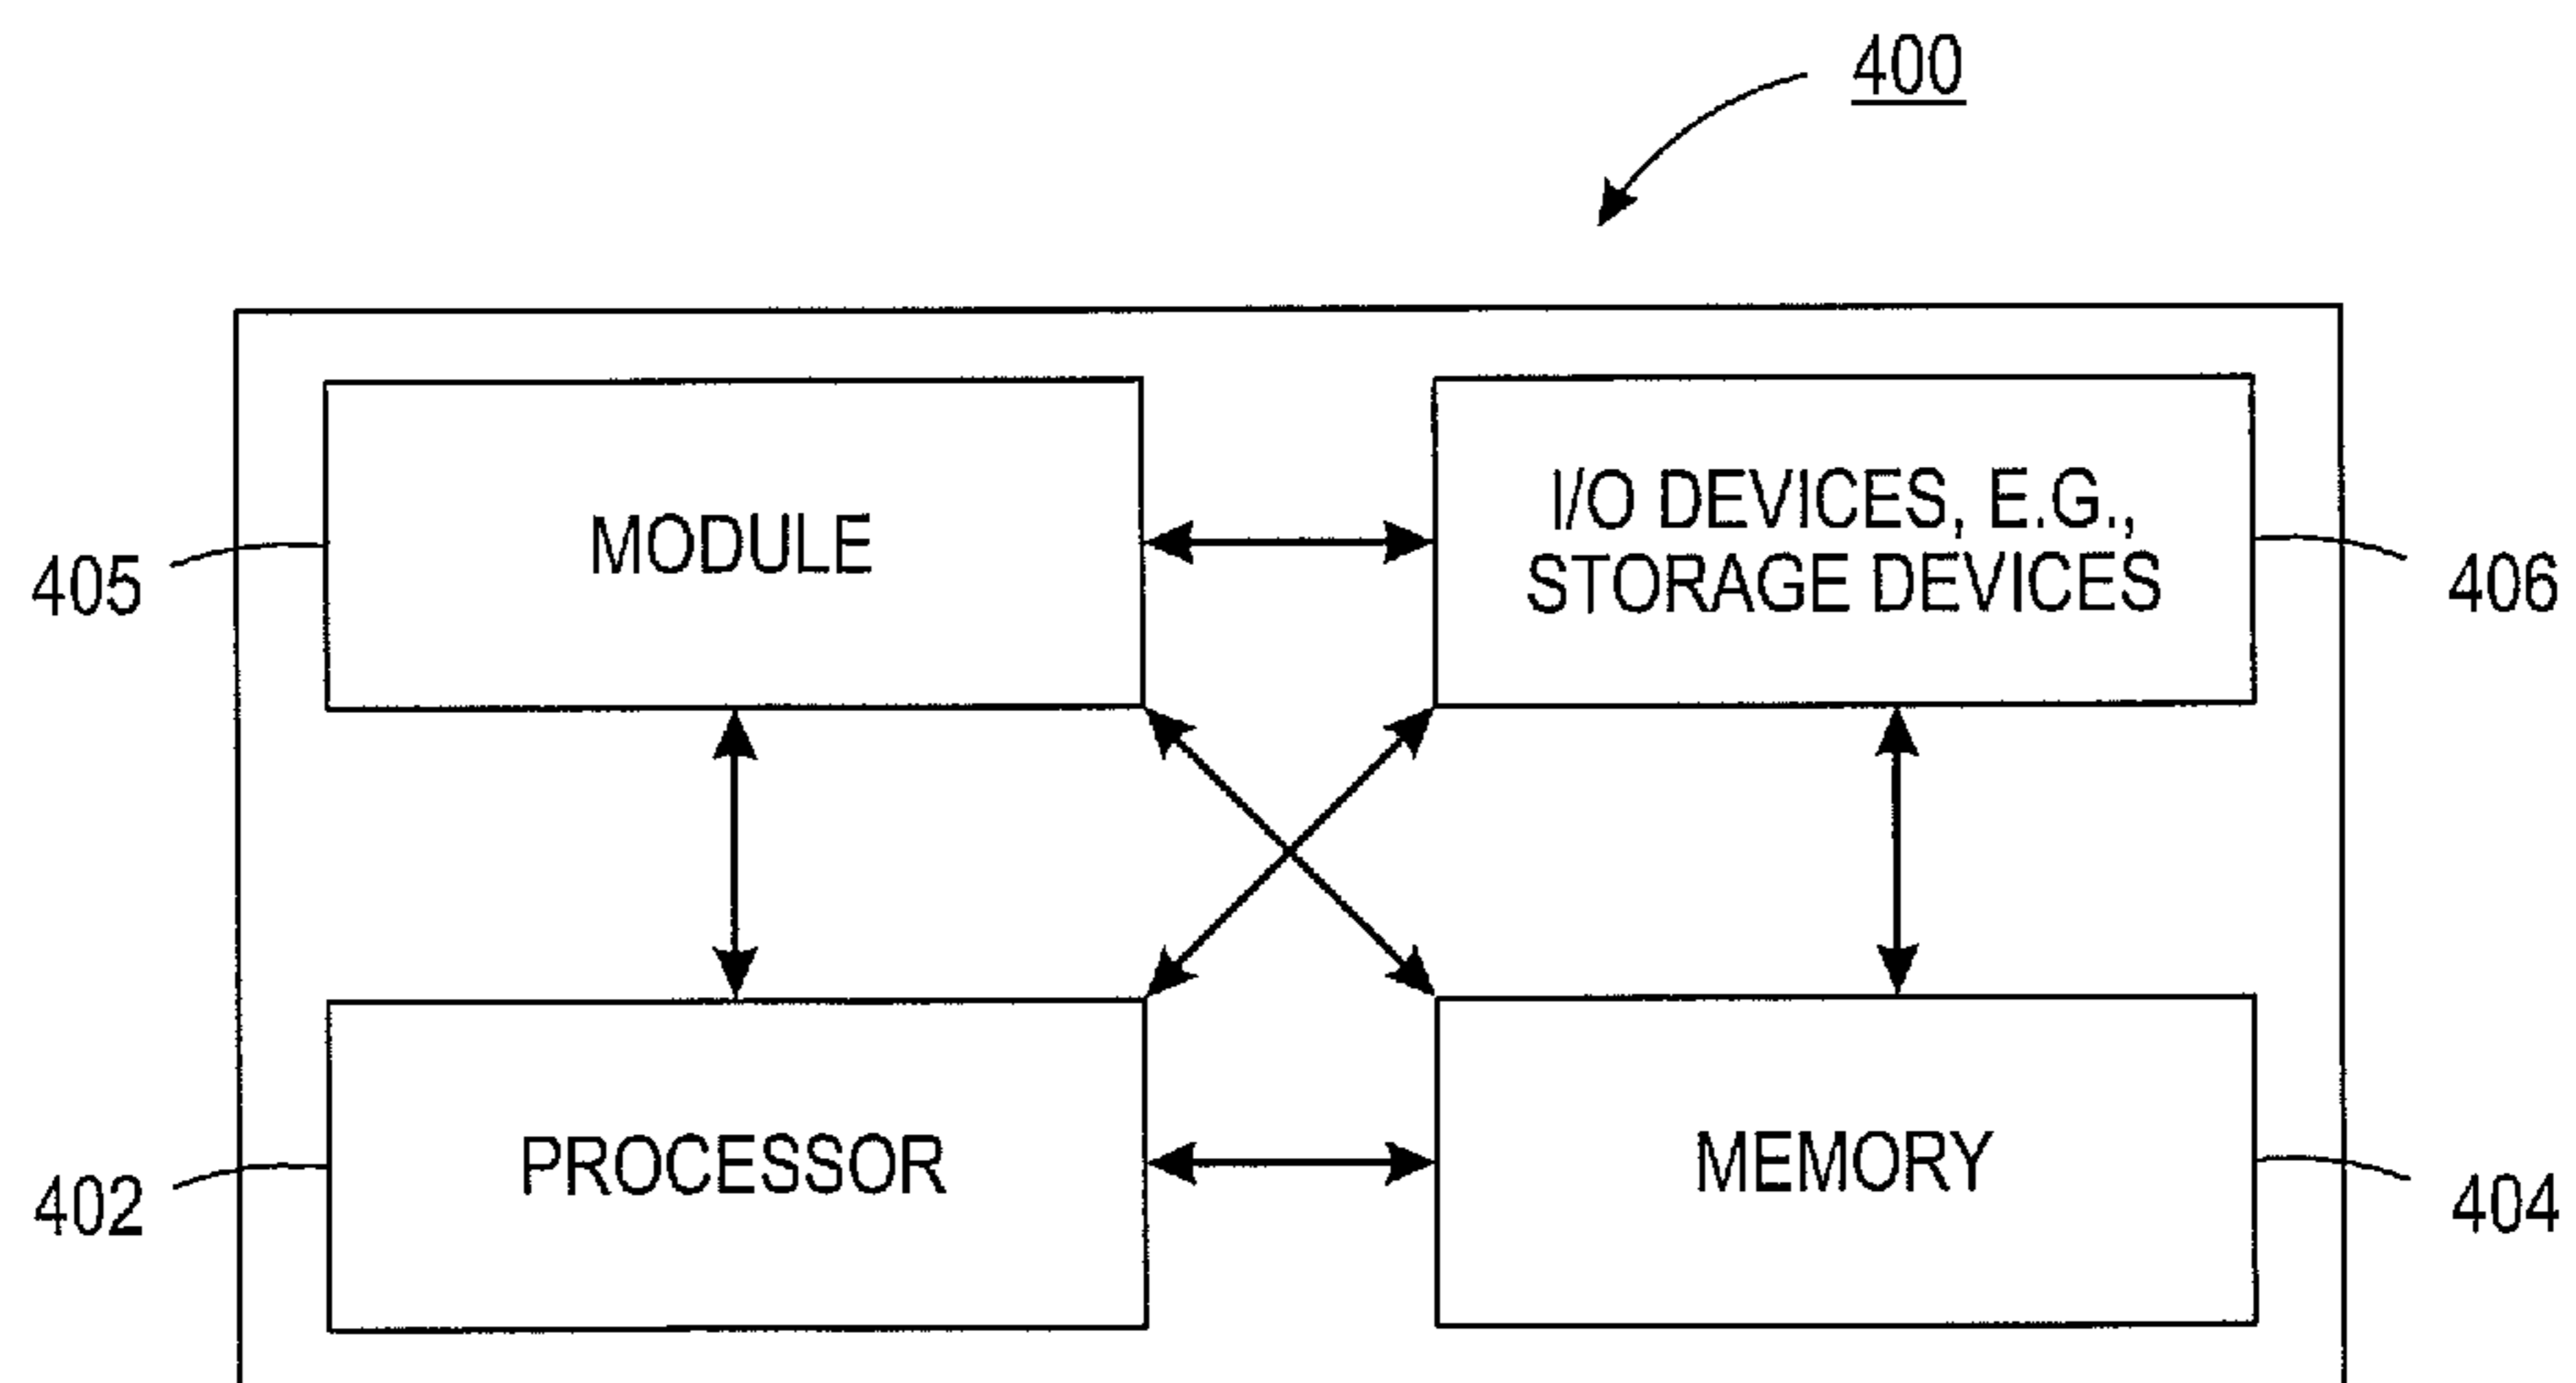 400
MODULE
I/O DEVICES, E.G.,
STORAGE DEVICES
405
406
PROCESSOR
MEMORY
402
404